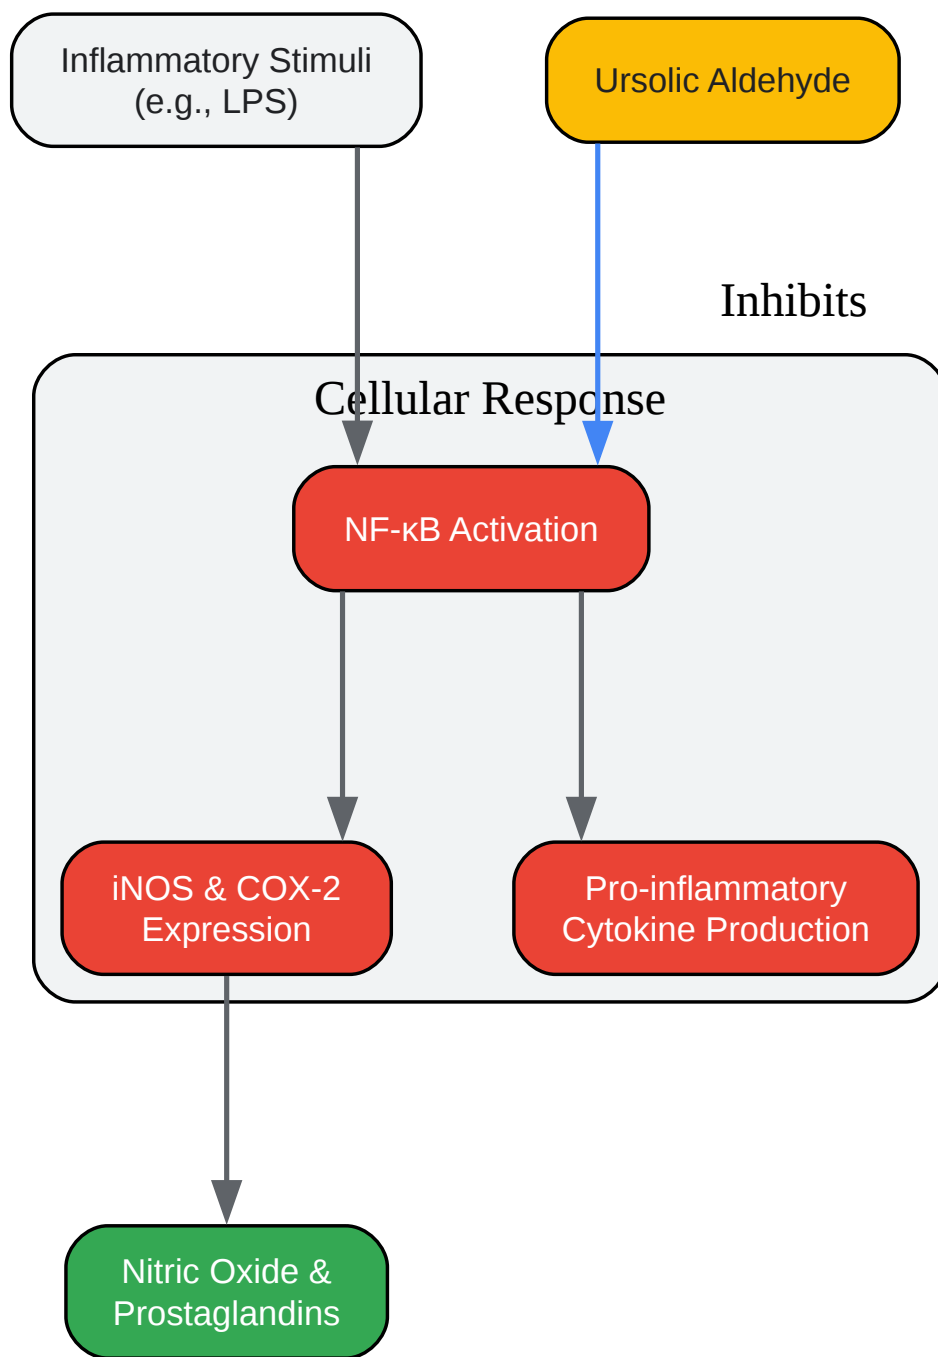 Inflammatory Stimuli
(e.g., LPS)
Ursolic Aldehyde
Inhibits
Cellular Response
NF-κB Activation
iNOS & COX-2
Expression
Pro-inflammatory
Cytokine Production
Nitric Oxide &
Prostaglandins